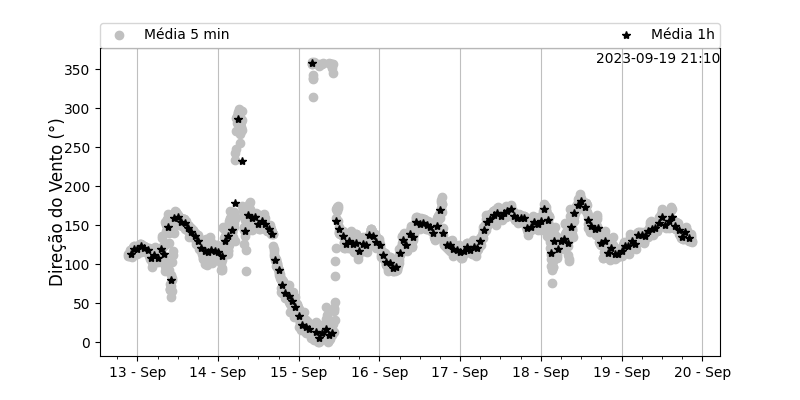 Média 5 min
Média 1h
2023-09-19 21:10
Direção do Vento (°)
350
300
250
200
150
100
50
0
13 - Sep
14 - Sep
15 - Sep
16 - Sep
17 - Sep
18 - Sep
19 - Sep
20 - Sep